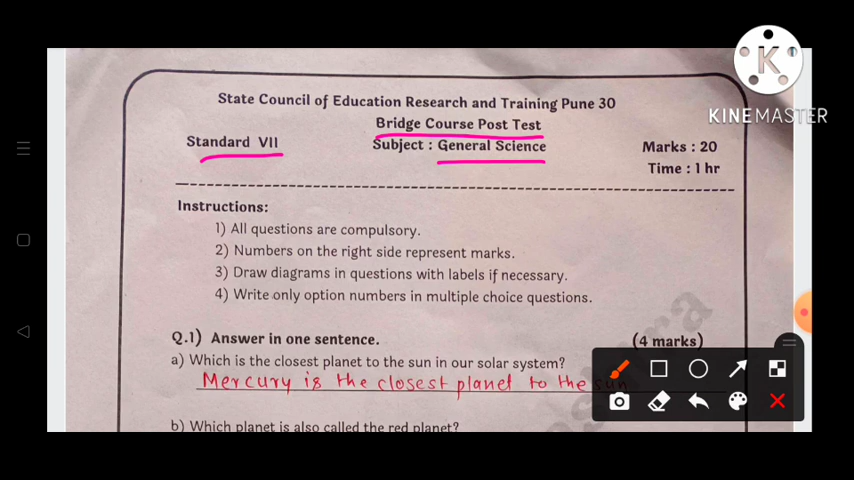 K
KINEMASTER
State Council of Education Research and Training Pune 30
Bridge Course Post Test
Standard VII Subject : General Science Marks : 20
Time : 1 hr
Instructions:
1) All questions are compulsory.
2) Numbers on the right side represent marks.
3) Draw diagrams in questions with labels if necessary.
4) Write only option numbers in multiple choice questions.
Q.1) Answer in one sentence. (4 marks)
a) Which is the closest planet to the sun in our solar system?
Mercury is the closest planet to the sun
b) Which planet is also called the red planet?